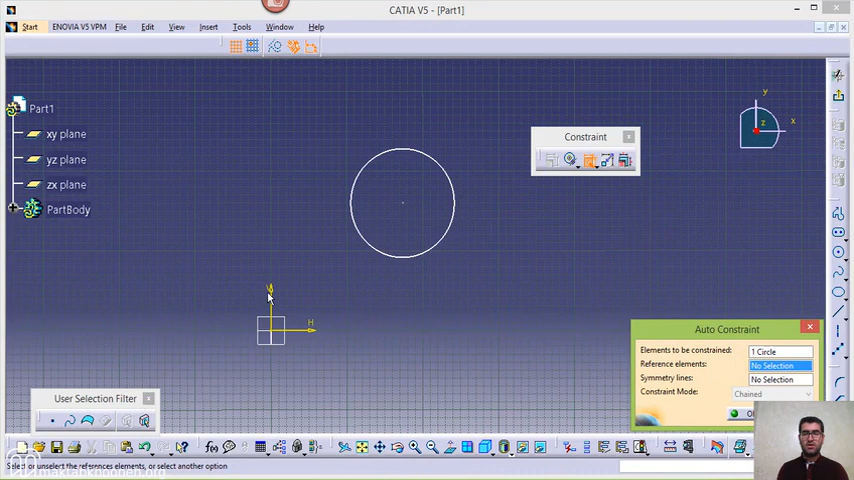 CATIA V5 - [Part1]
Start ENOVIA V5 VPM File Edit View Insert Tools Window Help
Part1
xy plane
yz plane
zx plane
PartBody
Constraint
y
x
z
V
H
Auto Constraint
Elements to be constrained: 1 Circle
Reference elements: No Selection
Symmetry lines: No Selection
Constraint Mode: Chained
User Selection Filter
f(x)
Select or unselect the references elements, or select another option
maktabkhooneh.org